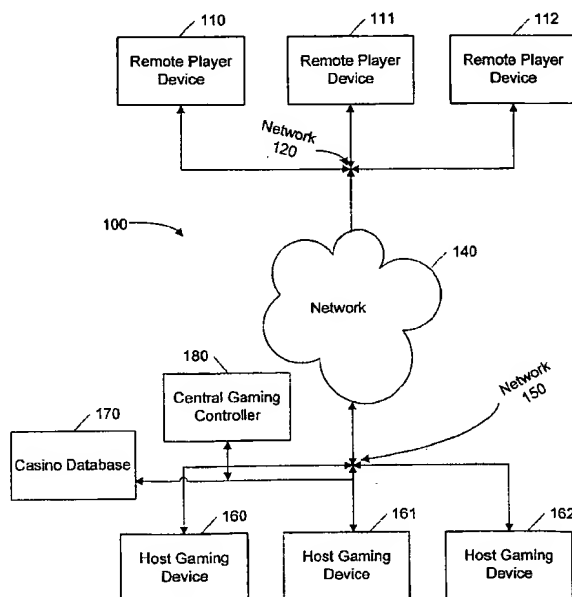 110
111
112
Remote Player
Device
Remote Player
Device
Remote Player
Device
Network
120
100
140
Network
180
Central Gaming
Controller
Network
150
170
Casino Database
160
161
162
Host Gaming
Device
Host Gaming
Device
Host Gaming
Device